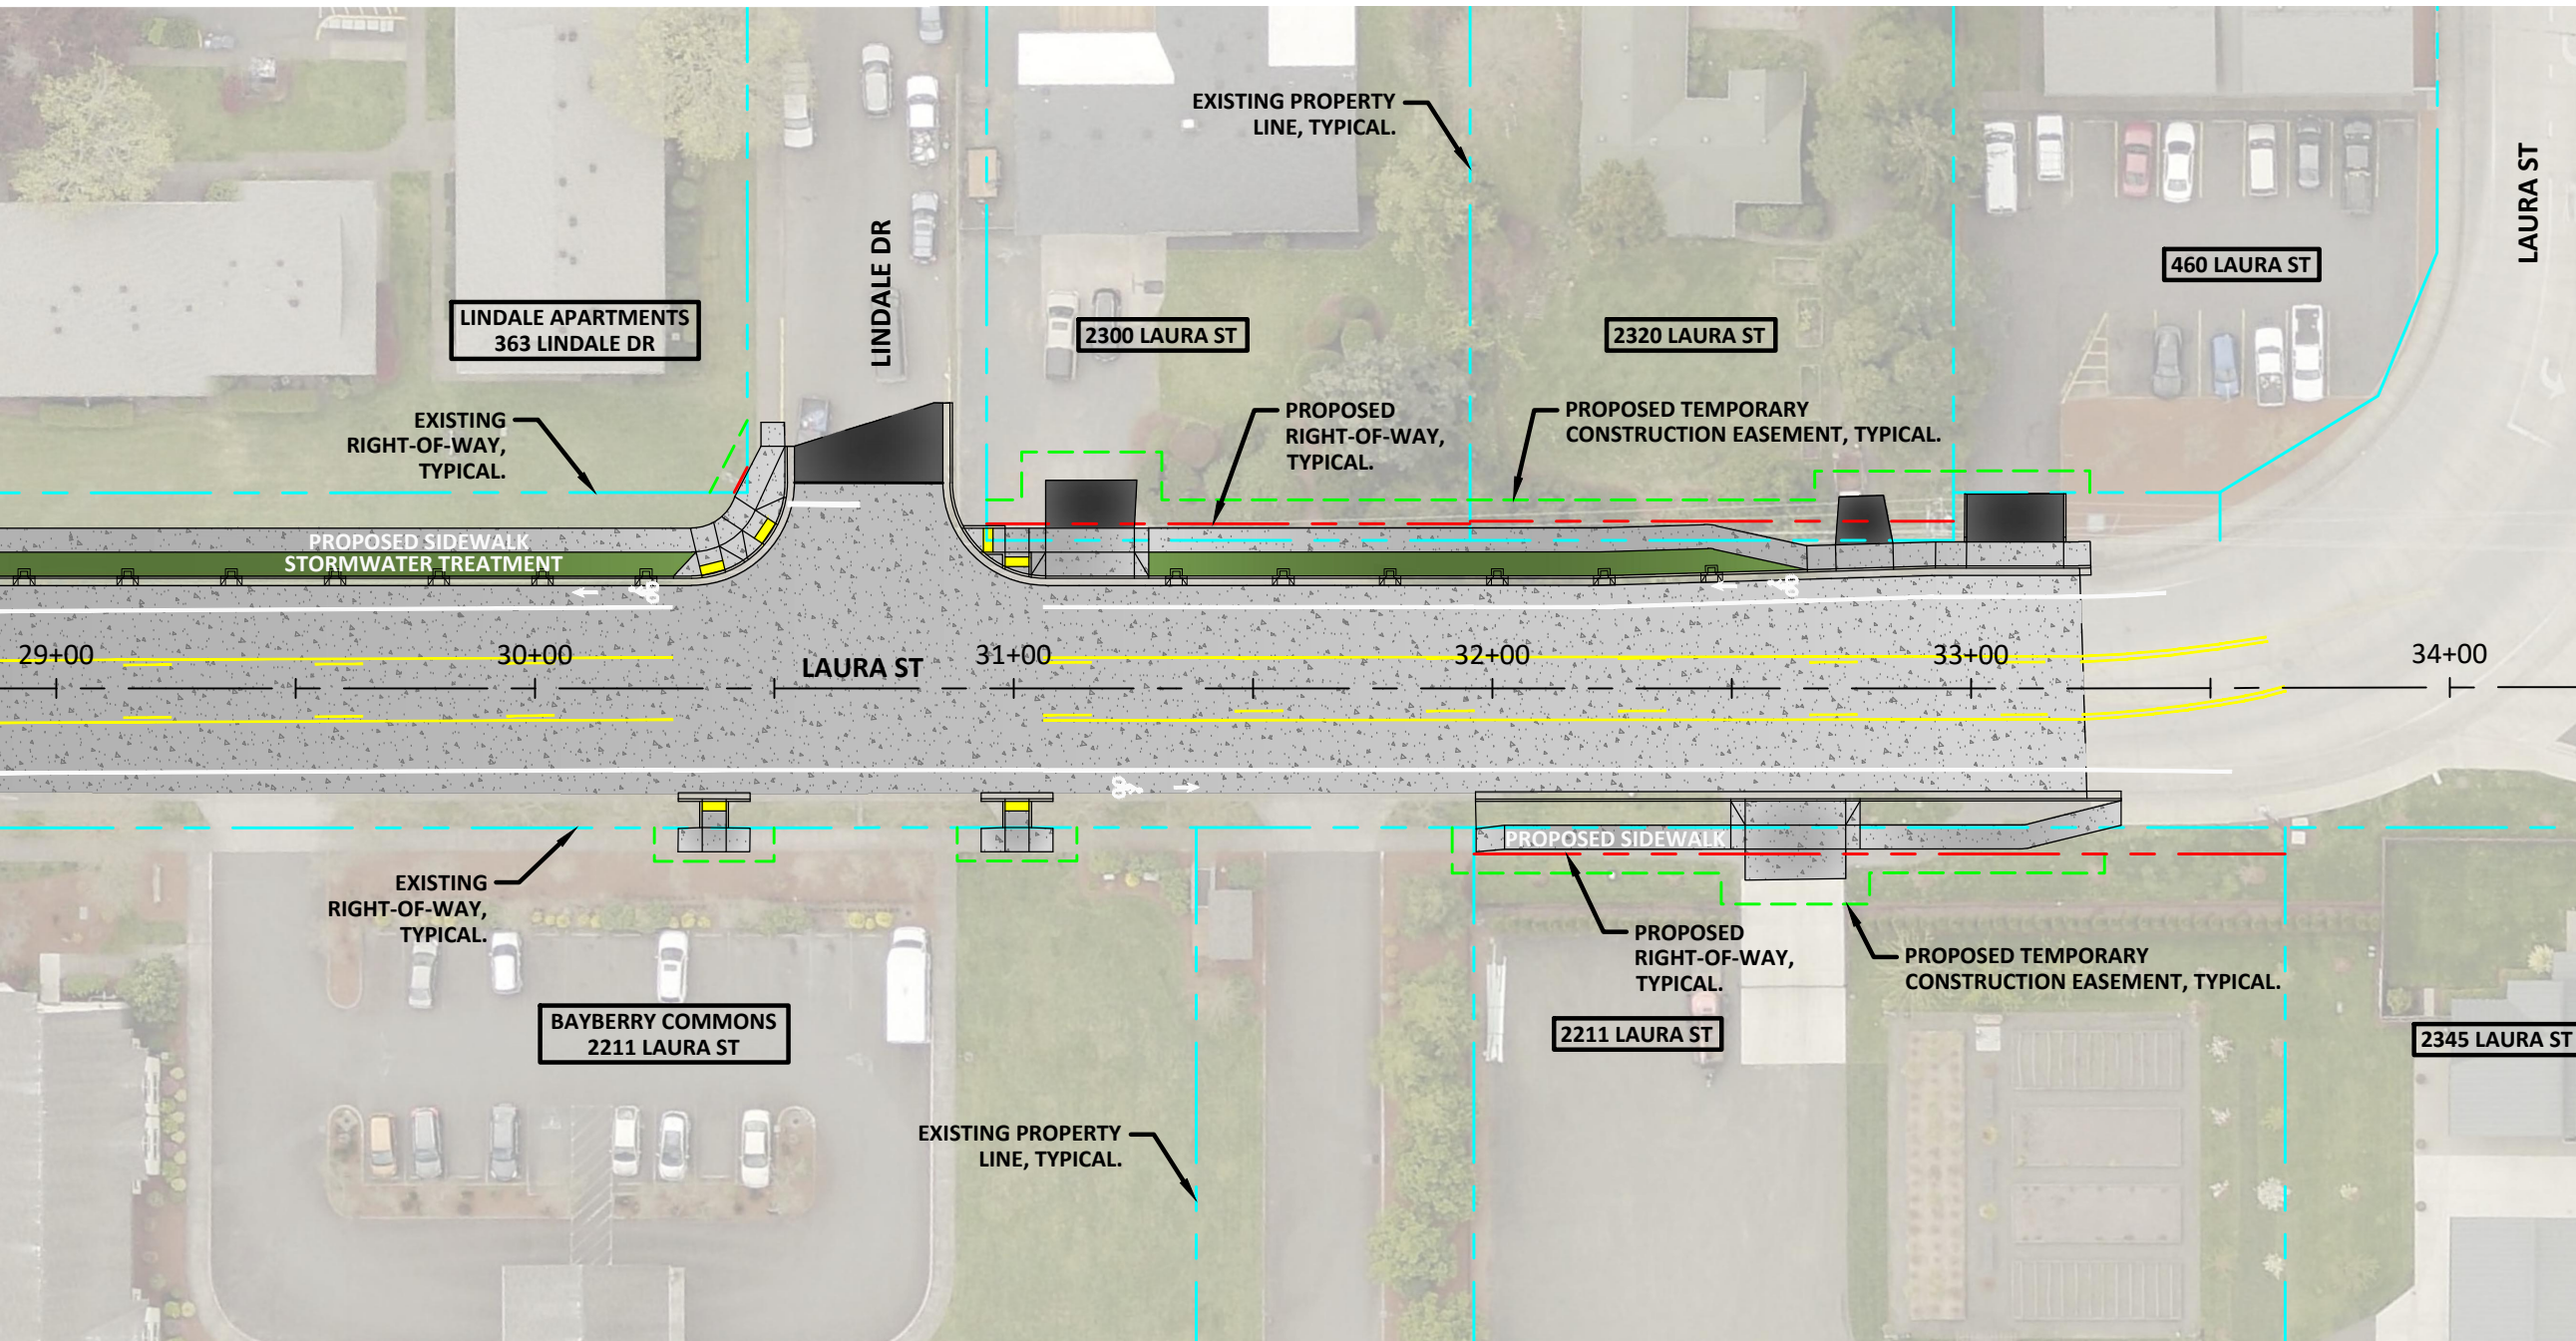 EXISTING PROPERTY
LINE, TYPICAL.
LAURA ST
460 LAURA ST
LINDALE DR
LINDALE APARTMENTS
363 LINDALE DR
2300 LAURA ST
2320 LAURA ST
EXISTING
RIGHT-OF-WAY,
TYPICAL.
PROPOSED
RIGHT-OF-WAY,
TYPICAL.
PROPOSED TEMPORARY
CONSTRUCTION EASEMENT, TYPICAL.
PROPOSED SIDEWALK
STORMWATER TREATMENT
29+00
30+00
31+00
32+00
33+00
34+00
LAURA ST
PROPOSED SIDEWALK
EXISTING
RIGHT-OF-WAY,
TYPICAL.
PROPOSED
RIGHT-OF-WAY,
TYPICAL.
PROPOSED TEMPORARY
CONSTRUCTION EASEMENT, TYPICAL.
BAYBERRY COMMONS
2211 LAURA ST
2211 LAURA ST
2345 LAURA ST
EXISTING PROPERTY
LINE, TYPICAL.